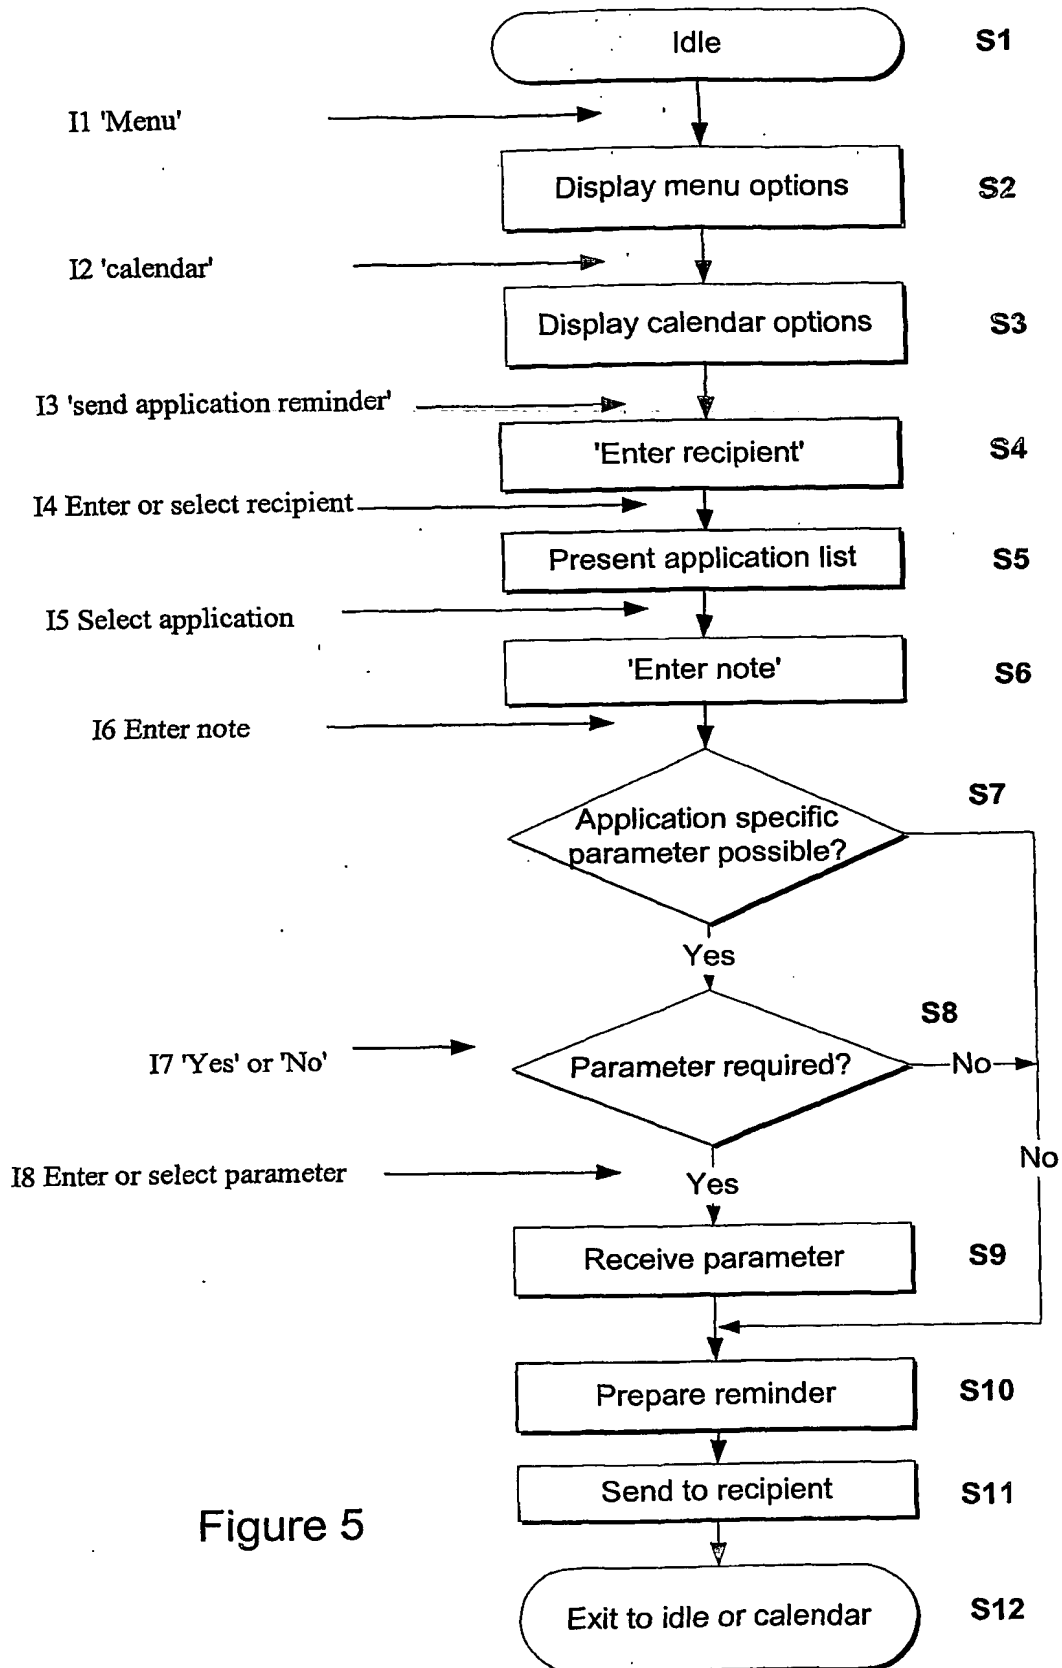 Idle
S1
I1 'Menu'
Display menu options
S2
I2 'calendar'
Display calendar options
S3
I3 'send application reminder'
'Enter recipient'
S4
I4 Enter or select recipient
Present application list
S5
I5 Select application
'Enter note'
S6
I6 Enter note
S7
Application specific
parameter possible?
Yes
S8
I7 'Yes' or 'No'
Parameter required?
No
No
I8 Enter or select parameter
Yes
Receive parameter
S9
Prepare reminder
S10
Send to recipient
S11
Figure 5
Exit to idle or calendar
S12